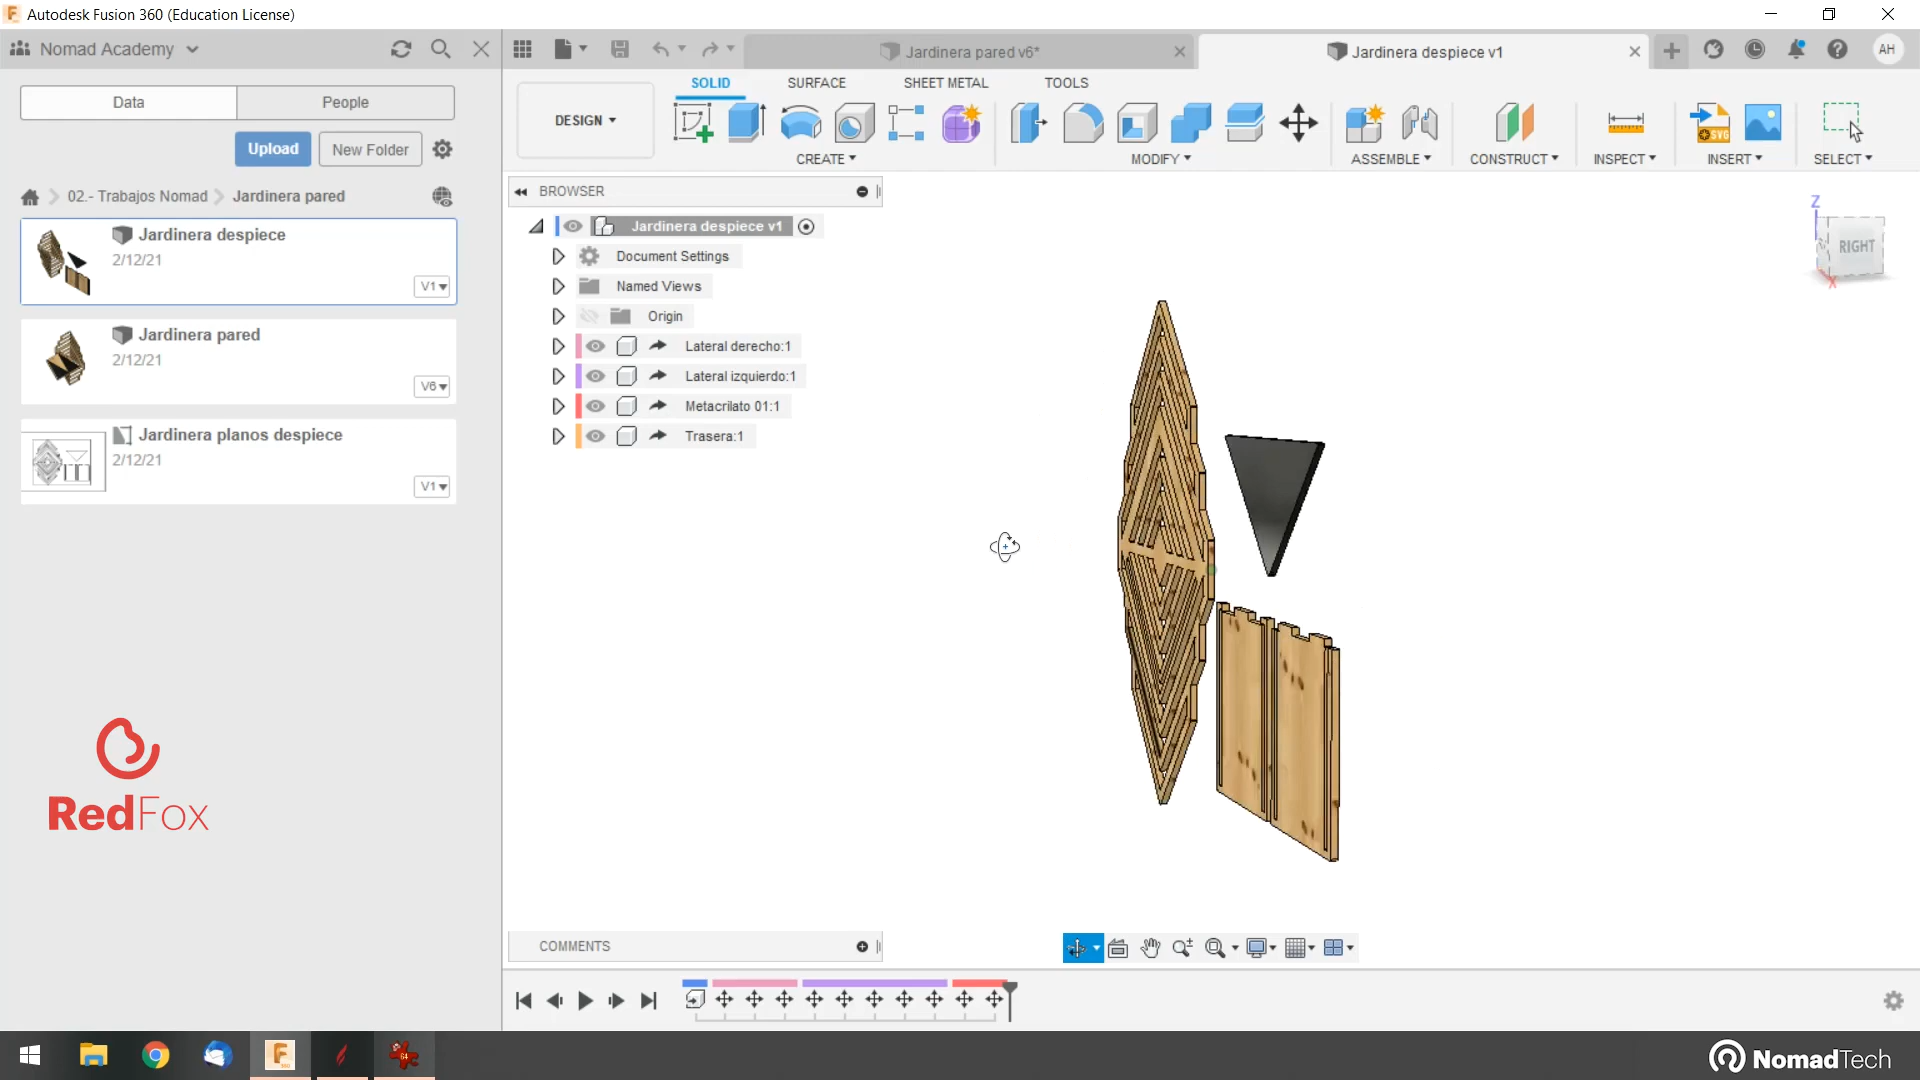 Autodesk Fusion 360 (Education License)
Nomad Academy
Jardinera pared v6*
Jardinera despiece v1
AH
Data
People
Upload
New Folder
02.- Trabajos Nomad
Jardinera pared
Jardinera despiece
2/12/21
V1
Jardinera pared
2/12/21
V6
Jardinera planos despiece
2/12/21
V1
RedFox
DESIGN
SOLID
SURFACE
SHEET METAL
TOOLS
CREATE
MODIFY
ASSEMBLE
CONSTRUCT
INSPECT
SVG
INSERT
SELECT
BROWSER
Jardinera despiece v1
Document Settings
Named Views
Origin
Lateral derecho:1
Lateral izquierdo:1
Metacrilato 01:1
Trasera:1
Z
RIGHT
X
COMMENTS
64
NomadTech